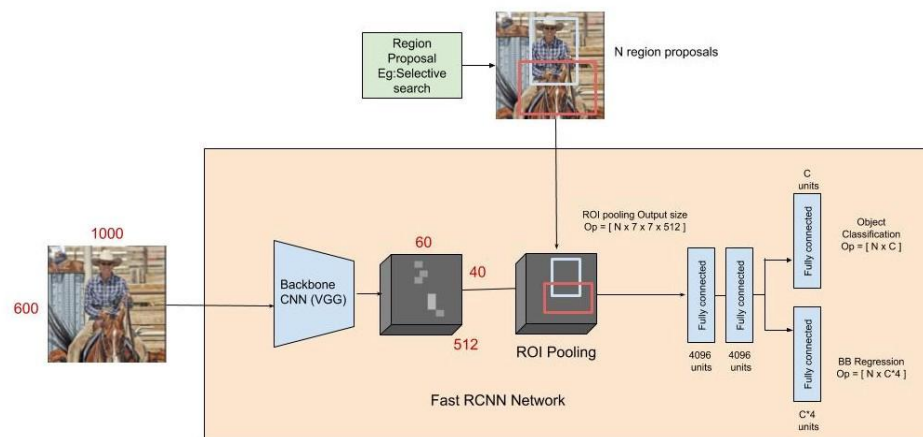 Region
Proposal
Eg:Selective
search
N region proposals
1000
600
Backbone
CNN (VGG)
60
40
512
ROI Pooling
ROI pooling Output size
Op = [ N x 7 x 7 x 512 ]
Fully connected
4096
units
Fully connected
4096
units
C
units
Fully connected
Object
Classification
Op = [ N x C ]
Fully connected
BB Regression
Op = [ N x C*4 ]
C*4
units
Fast RCNN Network